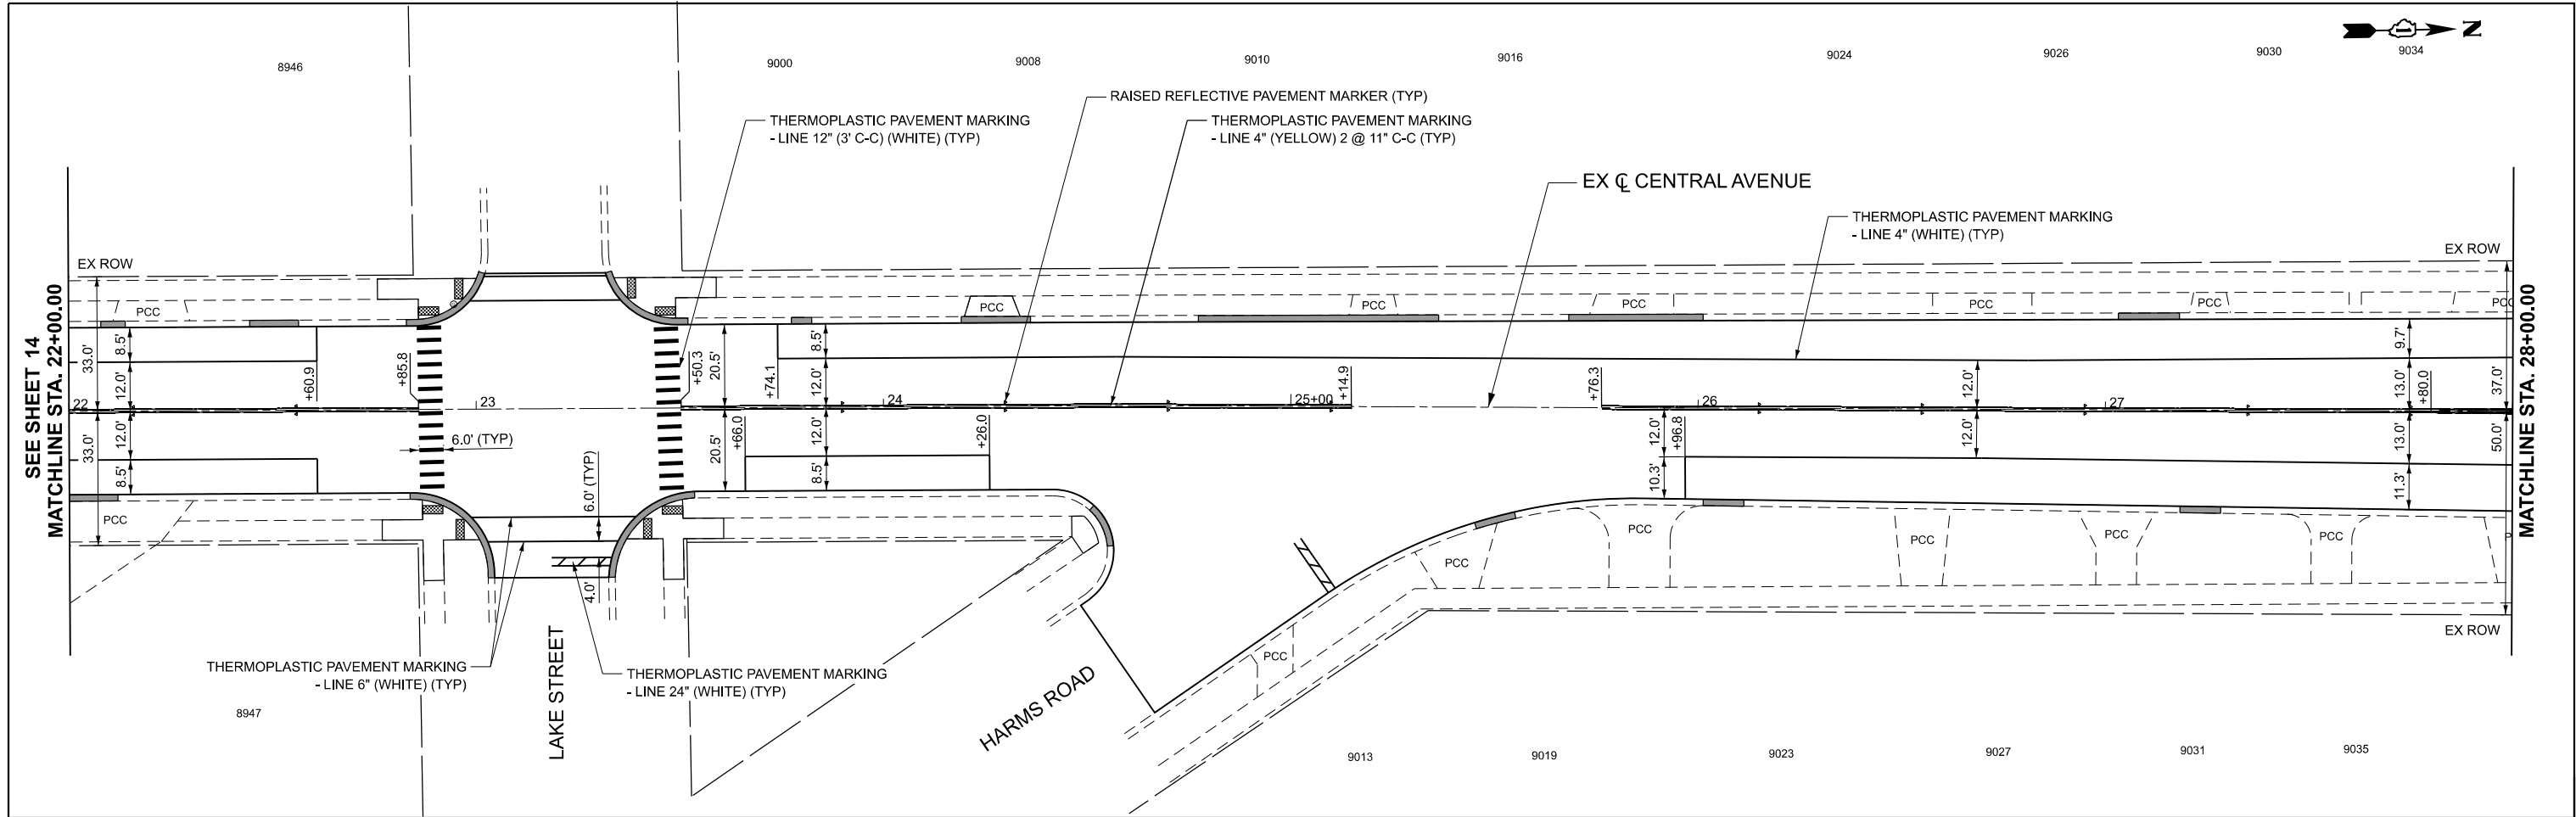 N
8946
9000
9008
9010
9016
9024
9026
9030
9034
RAISED REFLECTIVE PAVEMENT MARKER (TYP)
THERMOPLASTIC PAVEMENT MARKING
- LINE 12" (3' C-C) (WHITE) (TYP)
THERMOPLASTIC PAVEMENT MARKING
- LINE 4" (YELLOW) 2 @ 11" C-C (TYP)
EX ℄ CENTRAL AVENUE
THERMOPLASTIC PAVEMENT MARKING
- LINE 4" (WHITE) (TYP)
EX ROW
EX ROW
SEE SHEET 14
MATCHLINE STA. 22+00.00
MATCHLINE STA. 28+00.00
PCC
PCC
PCC
PCC
PCC
PCC
PCC
33.0'
8.5'
12.0'
+60.9
+85.8
+50.3
20.5'
+74.1
8.5'
12.0'
+14.9
+76.3
12.0'
9.7'
13.0'
+80.0
37.0'
22
23
24
25+00
26
27
33.0'
12.0'
8.5'
6.0' (TYP)
6.0' (TYP)
4.0'
20.5'
+66.0
12.0'
8.5'
+26.0
12.0'
+96.8
10.3'
12.0'
13.0'
11.3'
50.0'
PCC
PCC
PCC
PCC
PCC
PCC
P
PCC
EX ROW
THERMOPLASTIC PAVEMENT MARKING
- LINE 6" (WHITE) (TYP)
LAKE STREET
THERMOPLASTIC PAVEMENT MARKING
- LINE 24" (WHITE) (TYP)
HARMS ROAD
8947
9013
9019
9023
9027
9031
9035